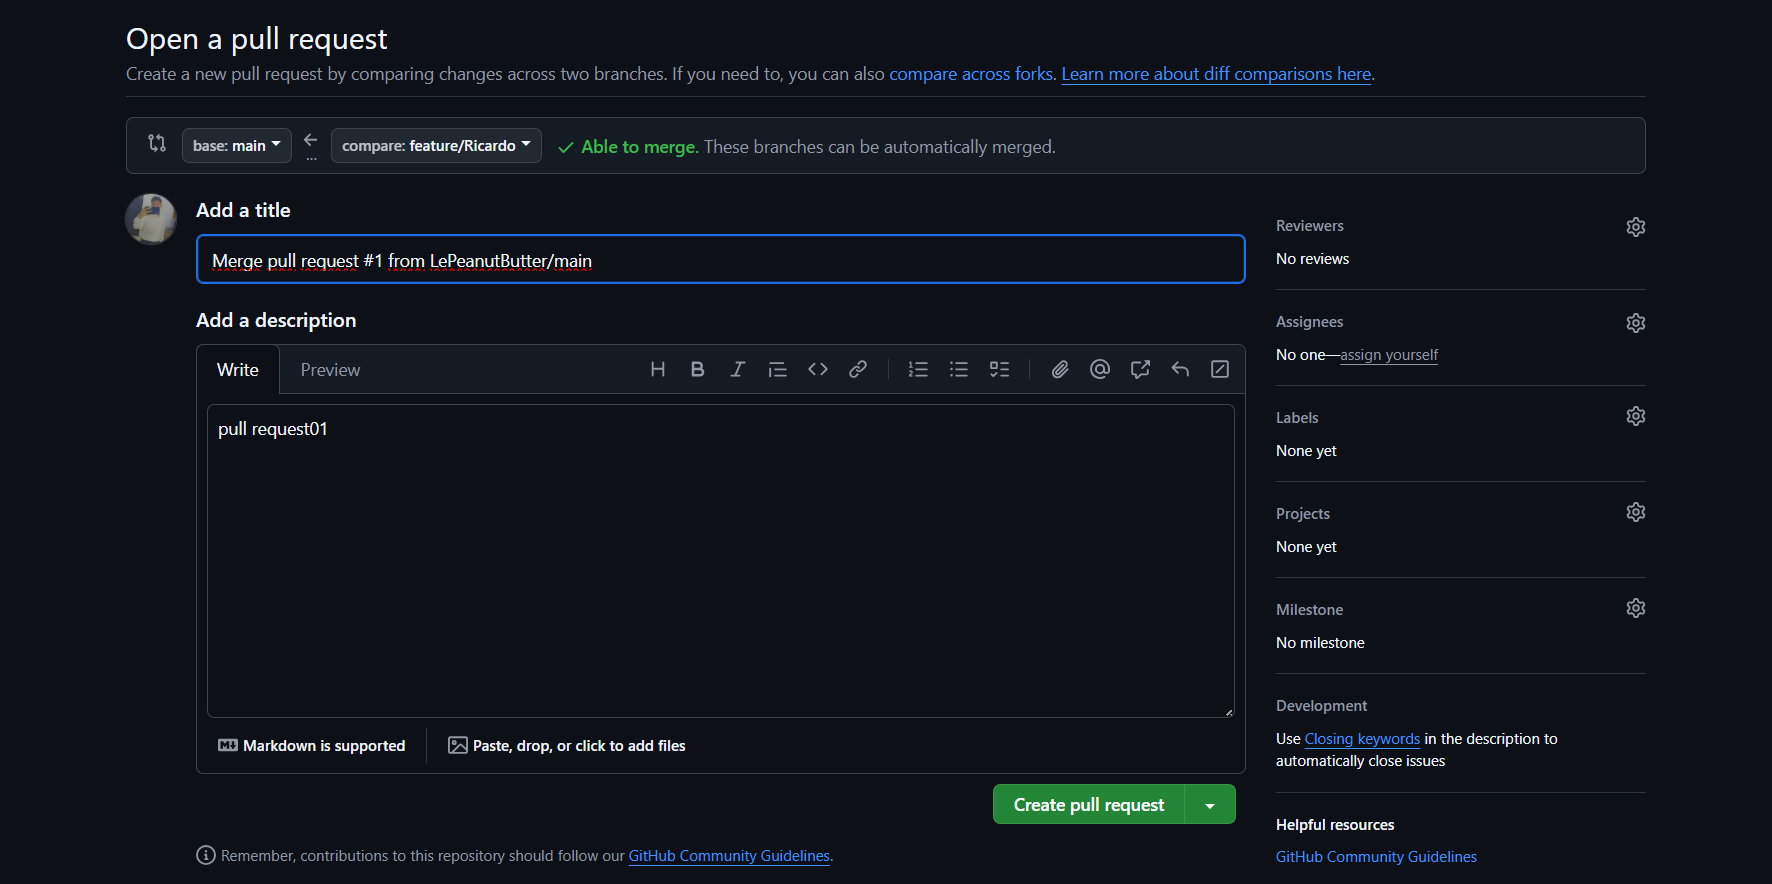 Open a pull request
Create a new pull request by comparing changes across two branches. If you need to, you can also compare across forks. Learn more about diff comparisons here.
base: main
...
compare: feature/Ricardo
Able to merge. These branches can be automatically merged.
Add a title
Merge pull request #1 from LePeanutButter/main
Add a description
Write
Preview
pull request01
Markdown is supported
Paste, drop, or click to add files
Create pull request
Remember, contributions to this repository should follow our GitHub Community Guidelines.
Reviewers
No reviews
Assignees
No one—assign yourself
Labels
None yet
Projects
None yet
Milestone
No milestone
Development
Use Closing keywords in the description to
automatically close issues
Helpful resources
GitHub Community Guidelines